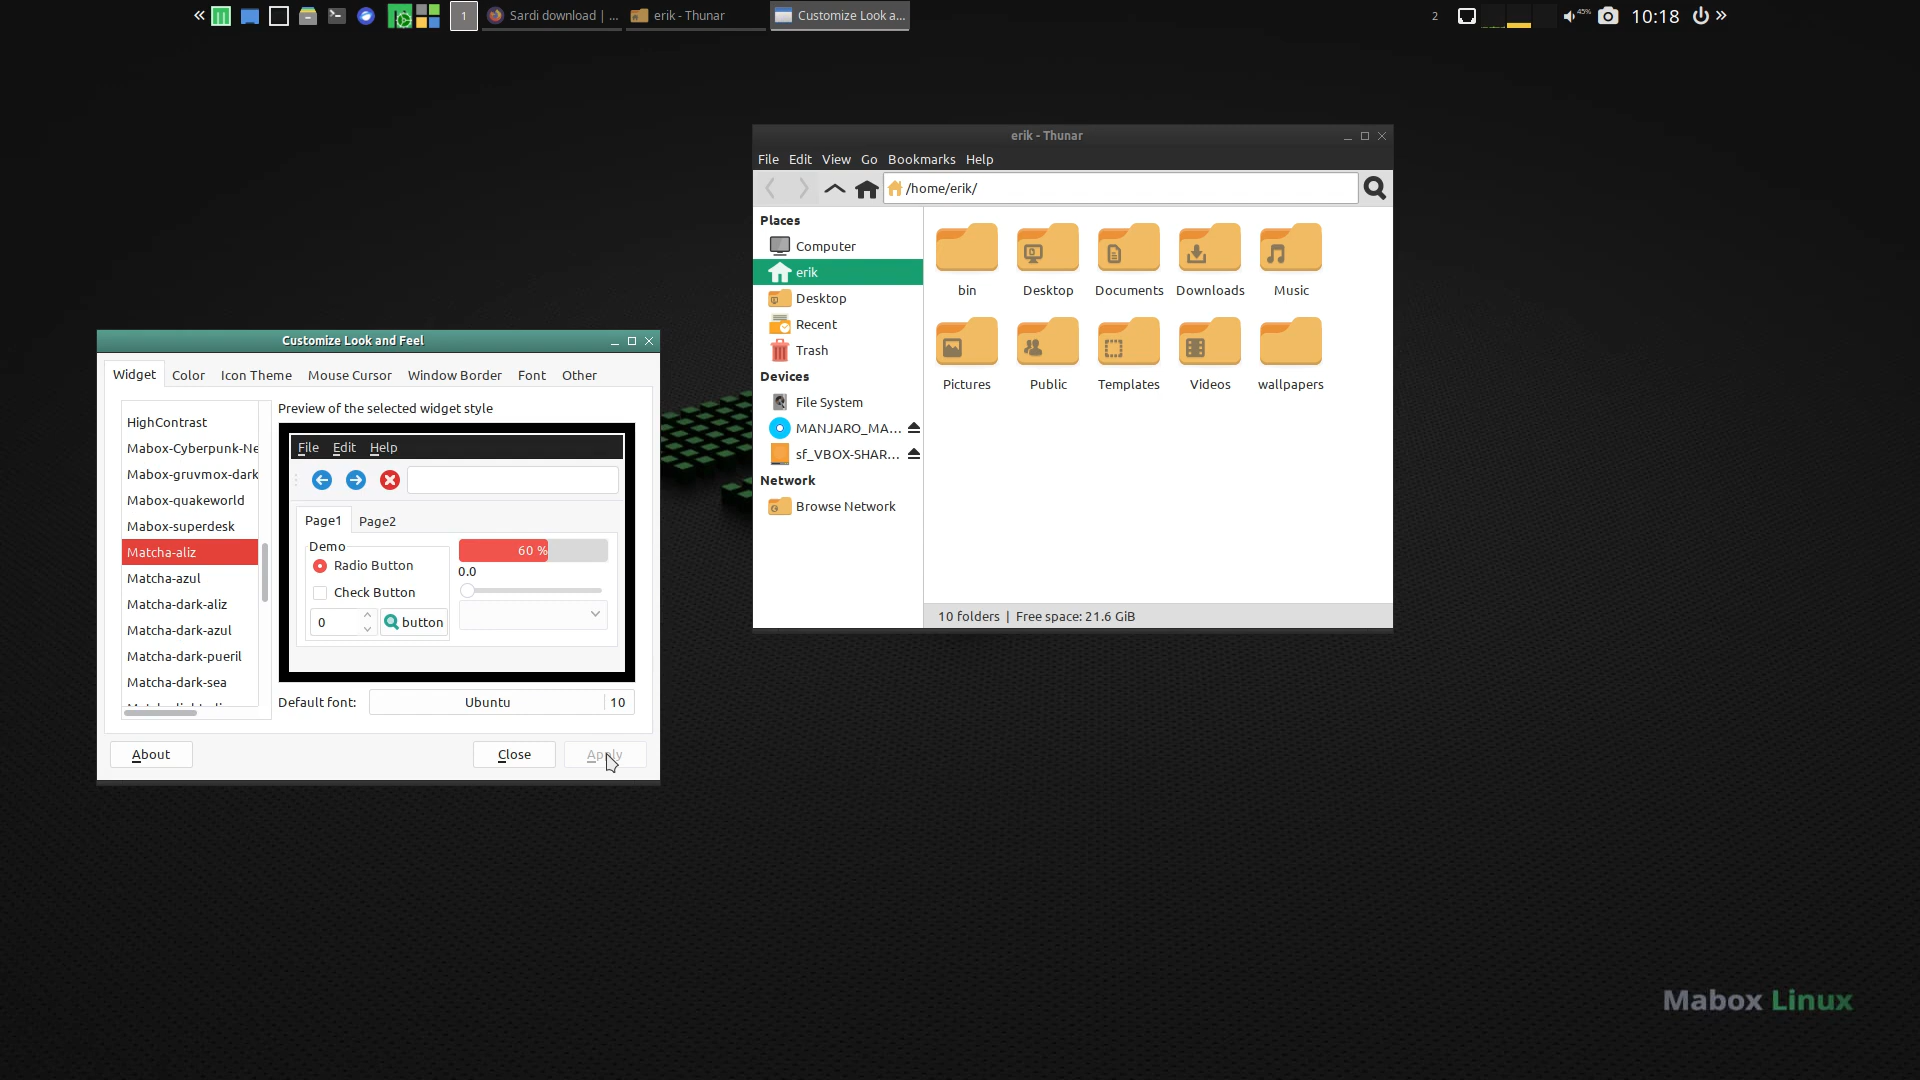 «
1
Sardi download | ...
erik - Thunar
Customize Look a...
2
45%
10:18
»
erik - Thunar
File Edit View Go Bookmarks Help
/home/erik/
Places
Computer
erik
Desktop
Recent
Trash
Devices
File System
MANJARO_MA...
sf_VBOX-SHAR...
Network
Browse Network
bin
Desktop
Documents
Downloads
Music
Pictures
Public
Templates
Videos
wallpapers
10 folders | Free space: 21.6 GiB
Customize Look and Feel
Widget Color Icon Theme Mouse Cursor Window Border Font Other
HighContrast
Mabox-Cyberpunk-Ne
Mabox-gruvmox-dark
Mabox-quakeworld
Mabox-superdesk
Matcha-aliz
Matcha-azul
Matcha-dark-aliz
Matcha-dark-azul
Matcha-dark-pueril
Matcha-dark-sea
Preview of the selected widget style
File Edit Help
Page1 Page2
Demo
Radio Button
Check Button
0
button
60 %
0.0
Default font:
Ubuntu 10
About
Close
Apply
Mabox Linux